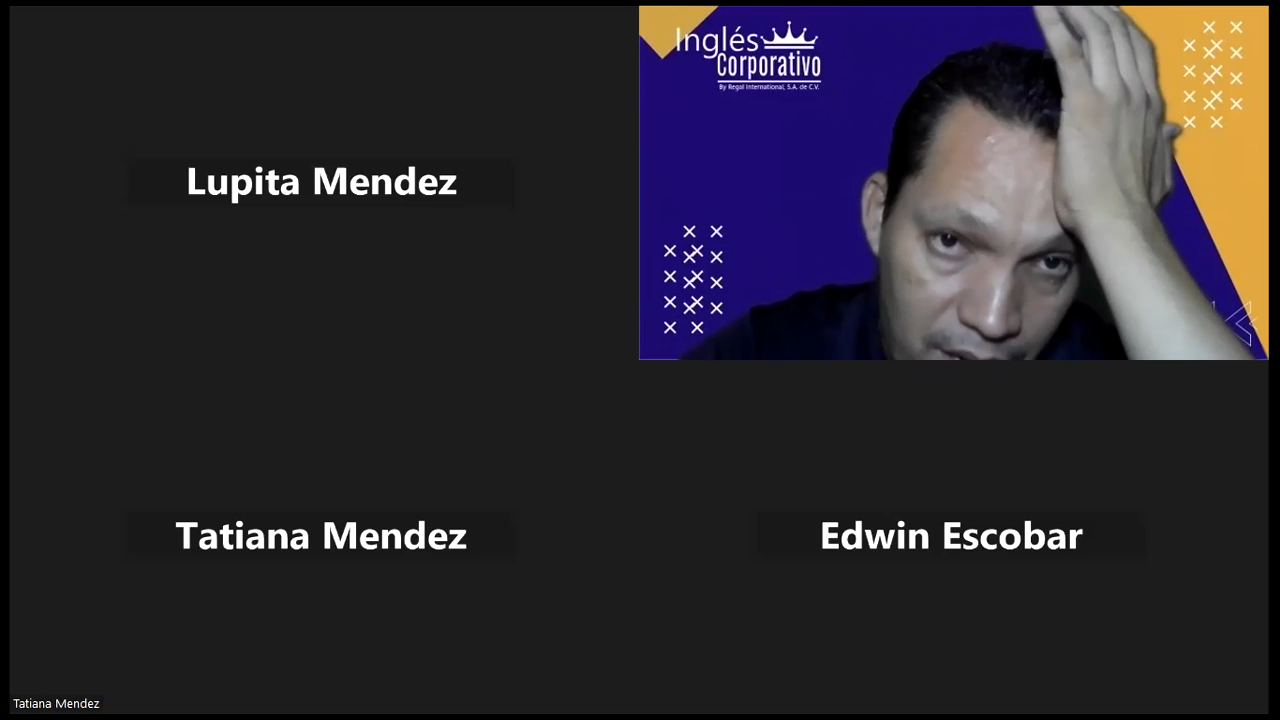 Lupita Mendez
Inglés
Corporativo
By Regal International, S.A. de C.V.
Tatiana Mendez
Edwin Escobar
Tatiana Mendez